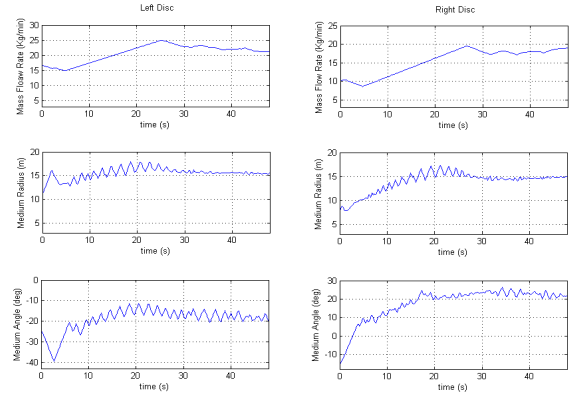 Left Disc
Right Disc
Mass Floaw Rate (Kg/min)
30
25
20
15
10
5
0 10 20 30 40
time (s)
Mass Flow Rate (Kg/min)
25
20
15
10
5
0 10 20 30 40
time (s)
Medium Radius (m)
20
15
10
5
0 10 20 30 40
time (s)
Medium Radius (m)
20
15
10
5
0 10 20 30 40
time (s)
Medium Angle (deg)
0
-10
-20
-30
-40
0 10 20 30 40
time (s)
Medium Angle (deg)
30
20
10
0
-10
0 10 20 30 40
time (s)